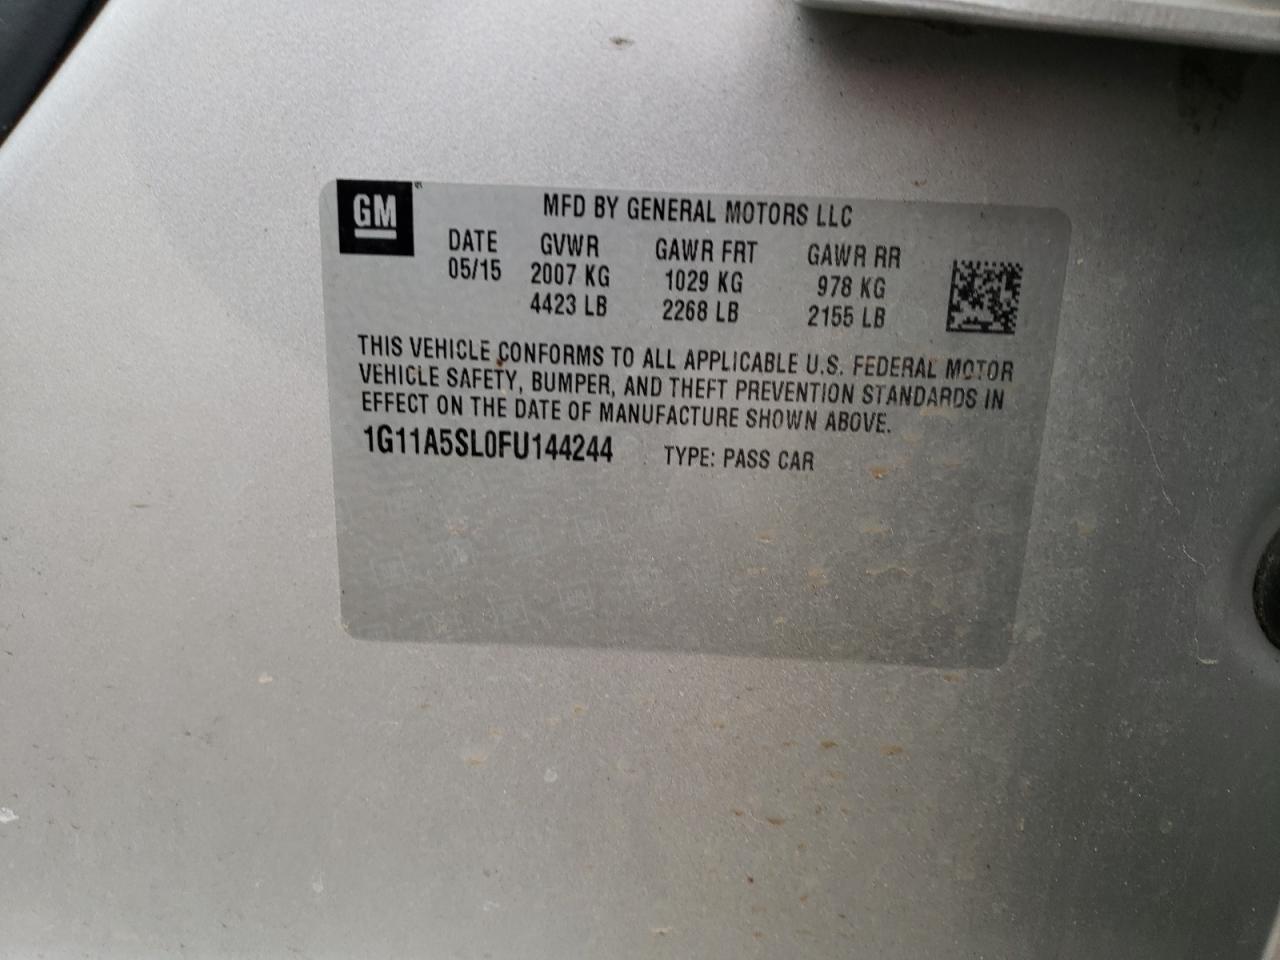 GM
MFD BY GENERAL MOTORS LLC
DATE GVWR GAWR FRT GAWR RR
05/15 2007 KG 1029 KG 978 KG
4423 LB 2268 LB 2155 LB
THIS VEHICLE CONFORMS TO ALL APPLICABLE U.S. FEDERAL MOTOR
VEHICLE SAFETY, BUMPER, AND THEFT PREVENTION STANDARDS IN
EFFECT ON THE DATE OF MANUFACTURE SHOWN ABOVE.
1G11A5SL0FU144244 TYPE: PASS CAR